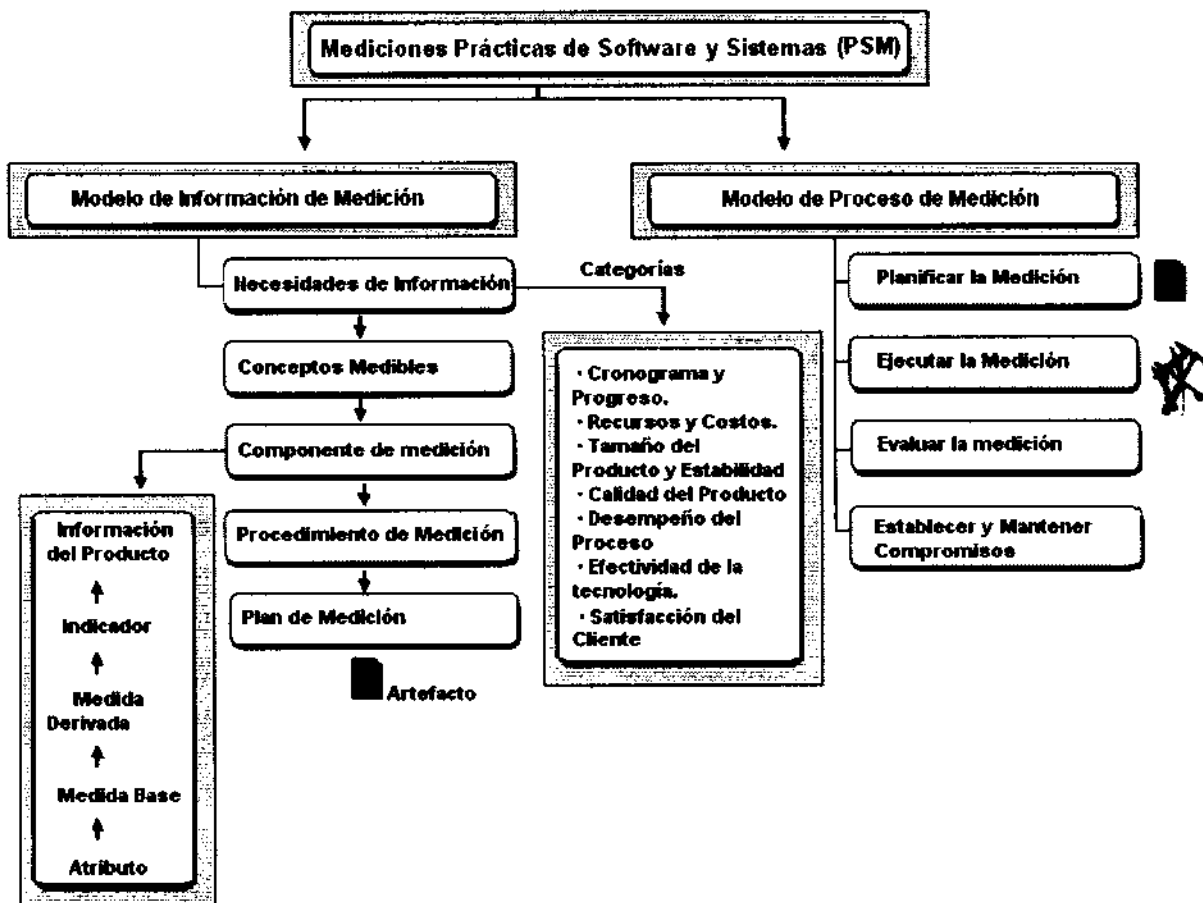 Mediciones Prácticas de Software y Sistemas (PSM)
Modelo de Información de Medición
Modelo de Proceso de Medición
Necesidades de Información
Categorías
Conceptos Medibles
Componente de medición
Procedimiento de Medición
Plan de Medición
Artefacto
Información
del Producto
Indicador
Medida
Derivada
Medida Base
Atributo
· Cronograma y
Progreso.
· Recursos y Costos.
· Tamaño del
Producto y Estabilidad
· Calidad del Producto
· Desempeño del
Proceso
· Efectividad de la
tecnología.
· Satisfacción del
Cliente
Planificar la Medición
Ejecutar la Medición
Evaluar la medición
Establecer y Mantener
Compromisos